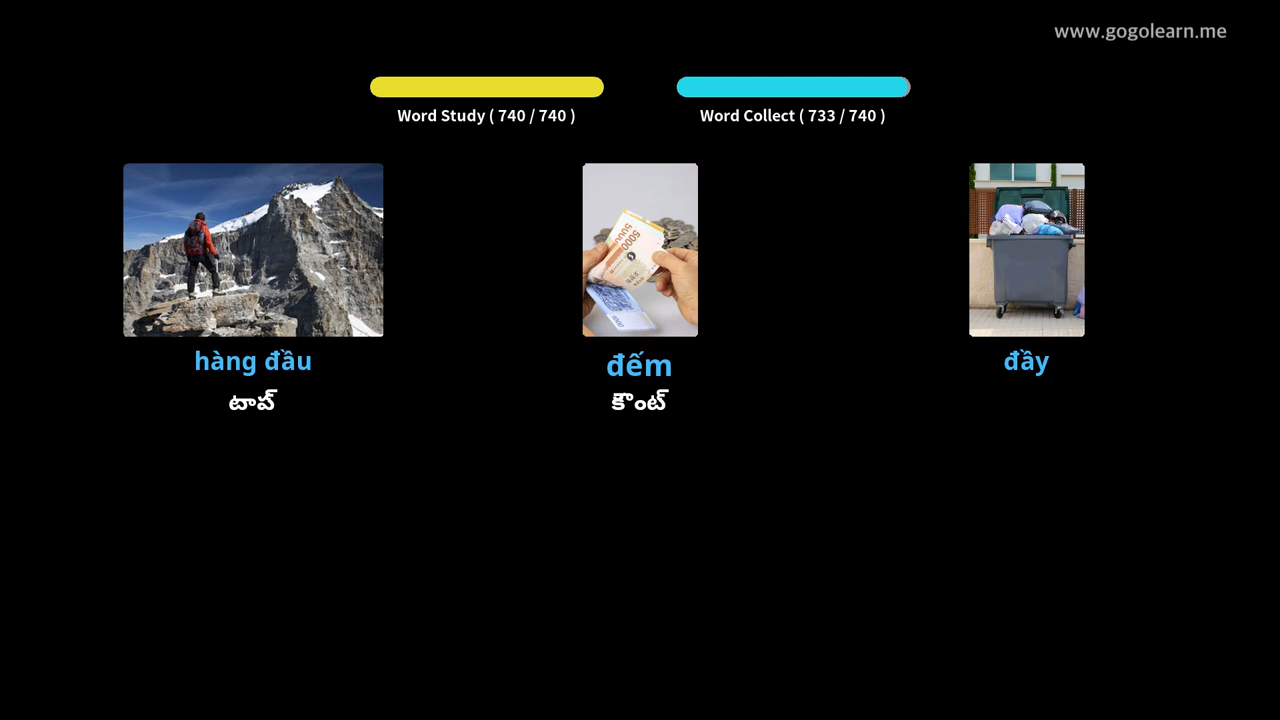 www.gogolearn.me
Word Study ( 740 / 740 )
Word Collect ( 733 / 740 )
hàng đầu
đếm
đầy
టాప్
కౌంట్